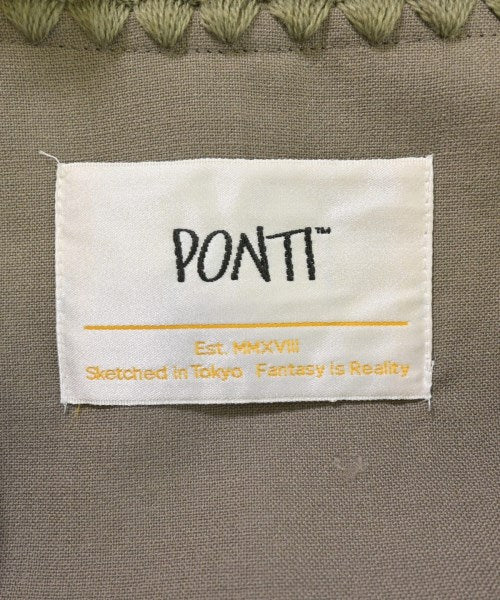 PONTI™
Est. MMXVIII
Sketched in Tokyo Fantasy is Reality